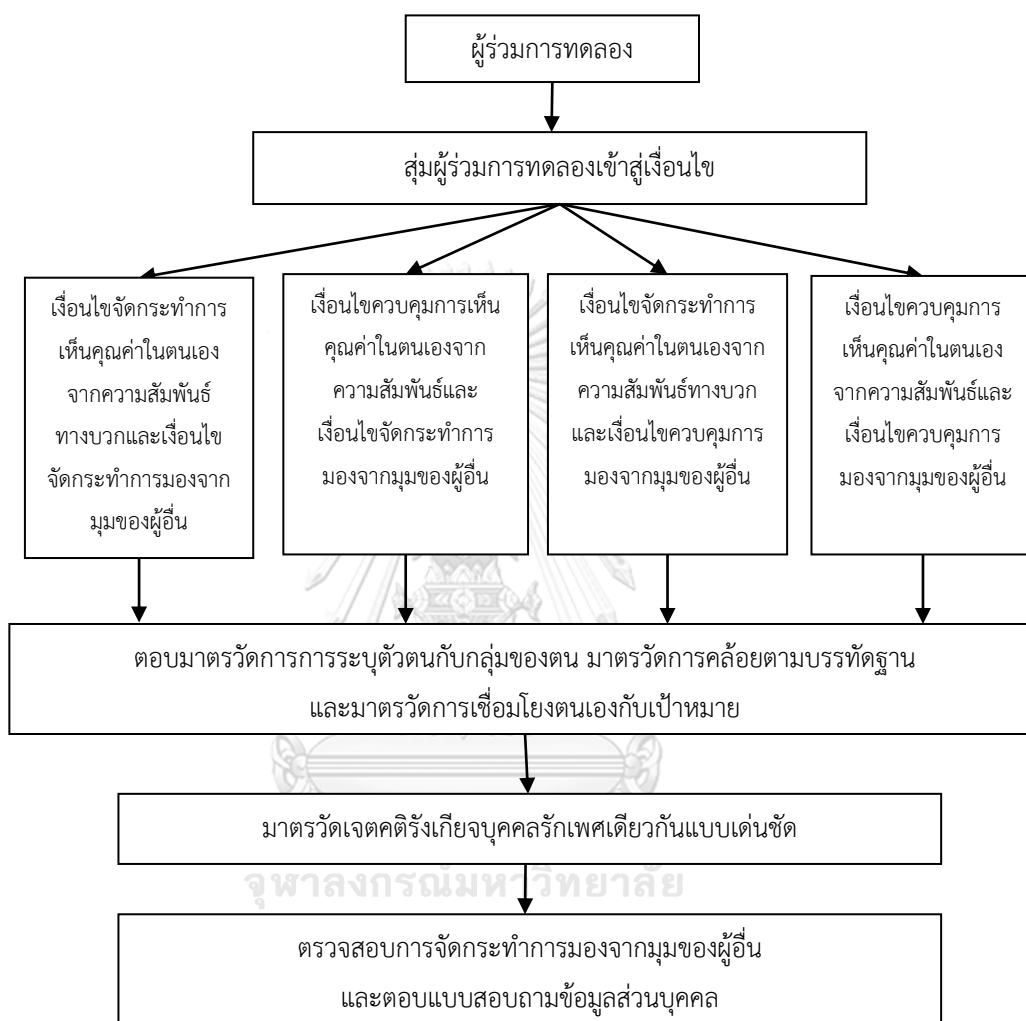 ผู้ร่วมการทดลอง
สุ่มผู้ร่วมการทดลองเข้าสู่เงื่อนไข
เงื่อนไขจัดกระทำการ
เห็นคุณค่าในตนเอง
จากความสัมพันธ์
ทางบวกและเงื่อนไข
จัดกระทำการมองจาก
มุมของผู้อื่น
เงื่อนไขควบคุมการเห็น
คุณค่าในตนเองจาก
ความสัมพันธ์และ
เงื่อนไขจัดกระทำการ
มองจากมุมของผู้อื่น
เงื่อนไขจัดกระทำการ
เห็นคุณค่าในตนเองจาก
ความสัมพันธ์ทางบวก
และเงื่อนไขควบคุมการ
มองจากมุมของผู้อื่น
เงื่อนไขควบคุมการ
เห็นคุณค่าในตนเอง
จากความสัมพันธ์และ
เงื่อนไขควบคุมการ
มองจากมุมของผู้อื่น
ตอบมาตรวัดการการระบุตัวตนกับกลุ่มของตน มาตรวัดการคล้อยตามบรรทัดฐาน
และมาตรวัดการเชื่อมโยงตนเองกับเป้าหมาย
มาตรวัดเจตคติรังเกียจบุคคลรักเพศเดียวกันแบบเด่นชัด
จุฬาลงกรณ์มหาวิทยาลัย
ตรวจสอบการจัดกระทำการมองจากมุมของผู้อื่น
และตอบแบบสอบถามข้อมูลส่วนบุคคล